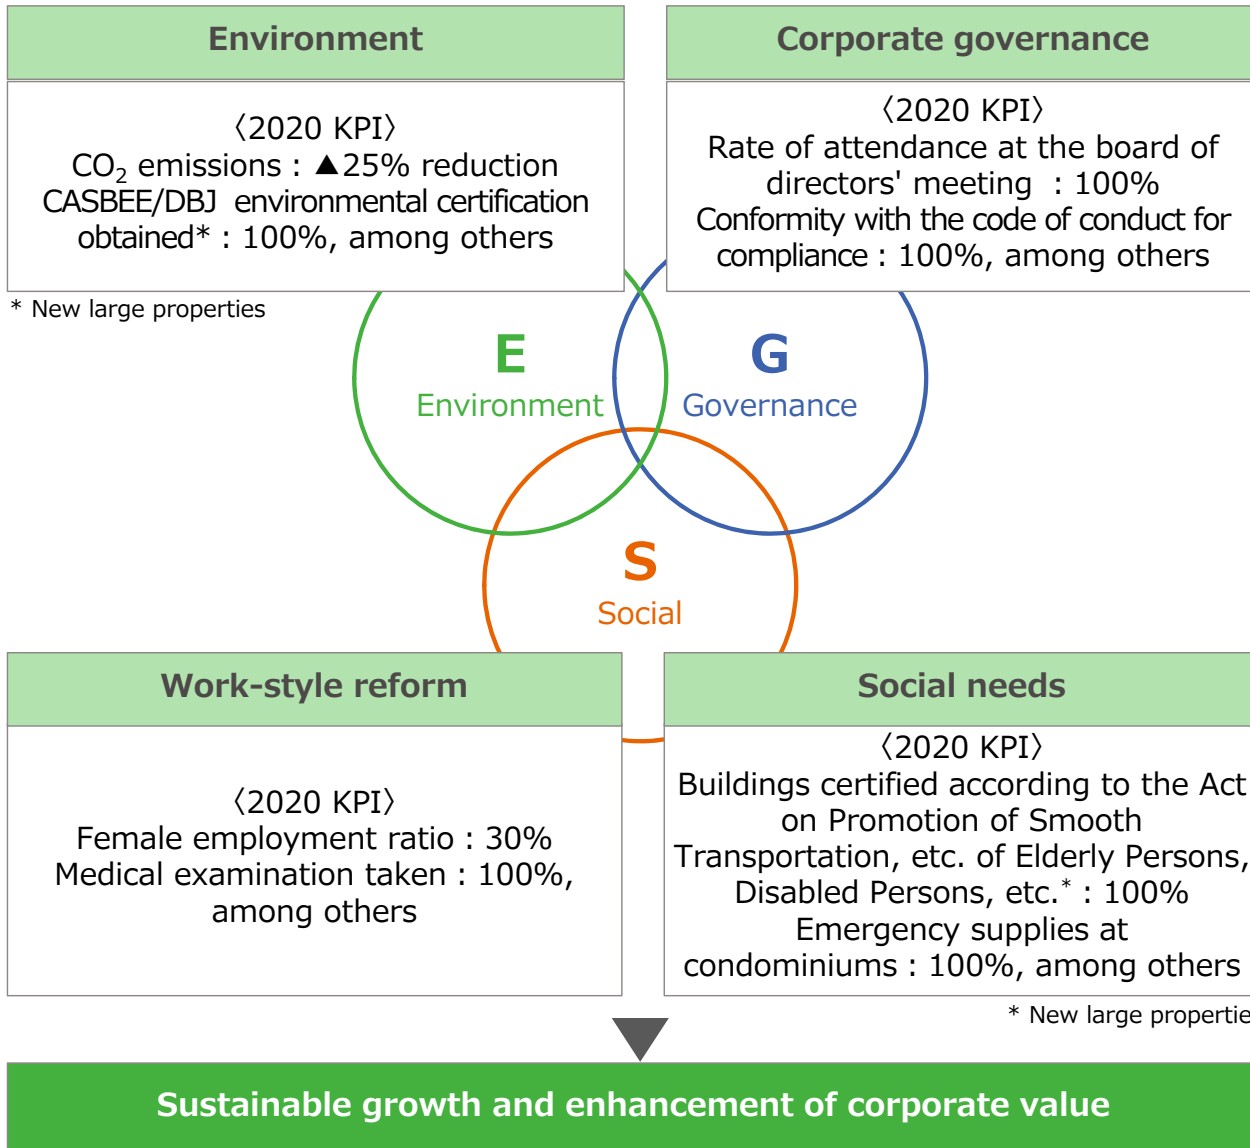 Environment
〈2020 KPI〉
CO₂ emissions : ▲25% reduction
CASBEE/DBJ environmental certification
obtained* : 100%, among others
* New large properties
Corporate governance
〈2020 KPI〉
Rate of attendance at the board of
directors' meeting : 100%
Conformity with the code of conduct for
compliance : 100%, among others
E
Environment
G
Governance
S
Social
Work-style reform
〈2020 KPI〉
Female employment ratio : 30%
Medical examination taken : 100%,
among others
Social needs
〈2020 KPI〉
Buildings certified according to the Act
on Promotion of Smooth
Transportation, etc. of Elderly Persons,
Disabled Persons, etc.* : 100%
Emergency supplies at
condominiums : 100%, among others
* New large propertie
Sustainable growth and enhancement of corporate value